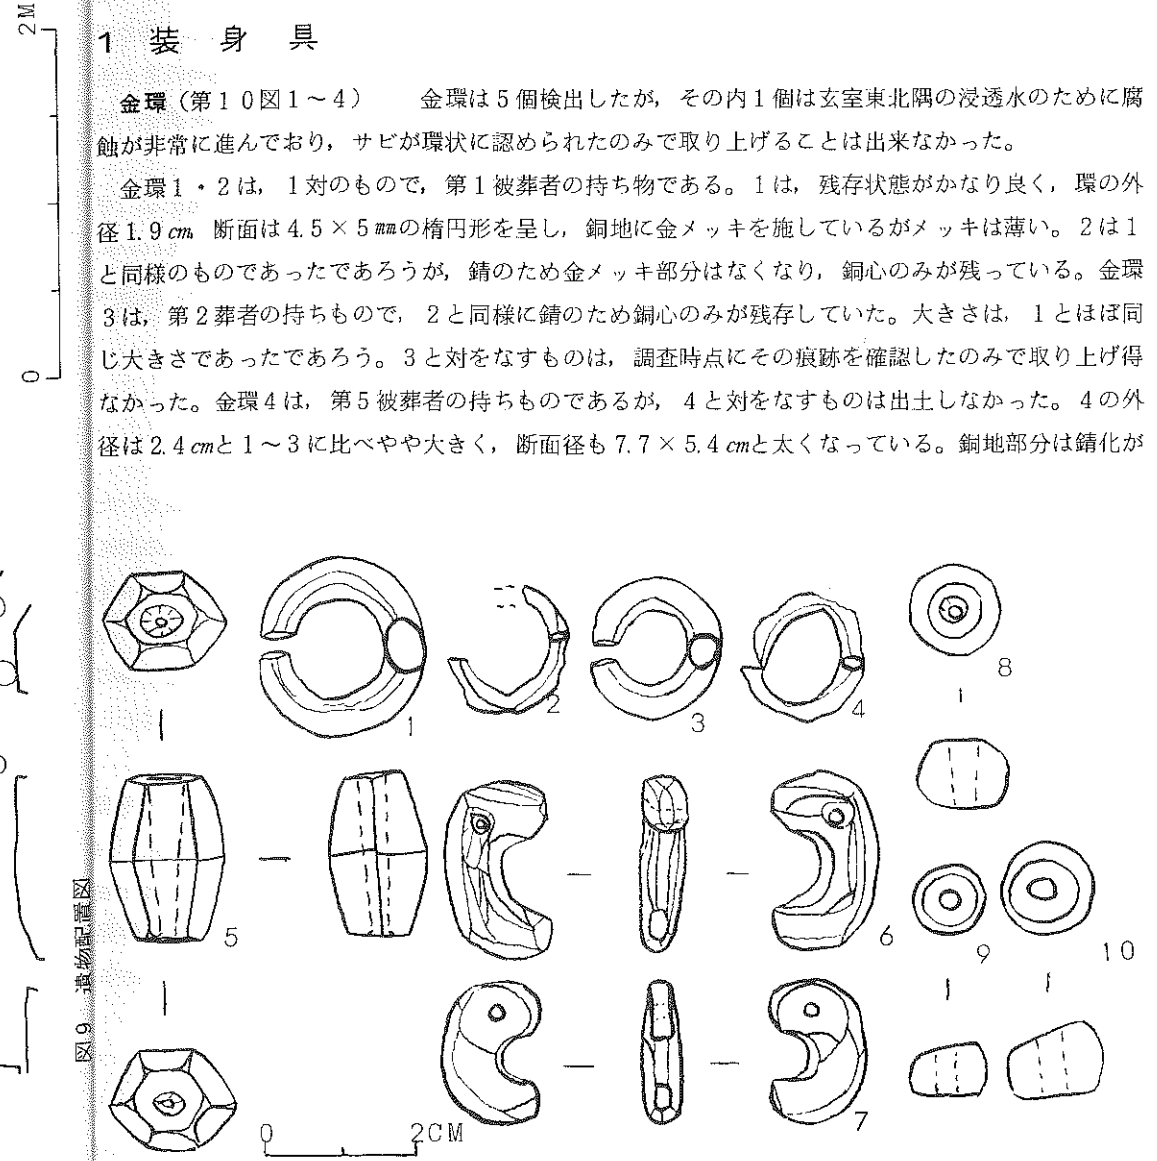 1 装身具
金環（第10図1～4）　　金環は5個検出したが，その内1個は玄室東北隅の浸透水のために腐
蝕が非常に進んでおり，サビが環状に認められたのみで取り上げることは出来なかった。
金環1・2は，1対のもので，第1被葬者の持ち物である。1は，残存状態がかなり良く，環の外
径1.9cm，断面は4.5×5mmの楕円形を呈し，銅地に金メッキを施しているがメッキは薄い。2は1
と同様のものであったであろうが，錆のため金メッキ部分はなくなり，銅心のみが残っている。金環
3は，第2葬者の持ちもので，2と同様に錆のため銅心のみが残存していた。大きさは，1とほぼ同
じ大きさであったであろう。3と対をなすものは，調査時点にその痕跡を確認したのみで取り上げ得
なかった。金環4は，第5被葬者の持ちものであるが，4と対をなすものは出土しなかった。4の外
径は2.4cmと1～3に比べやや大きく，断面径も7.7×5.4cmと太くなっている。銅地部分は錆化が
2M
0
図9 遺物配置図
1
2
3
4
8
5
6
9
10
7
0
2CM